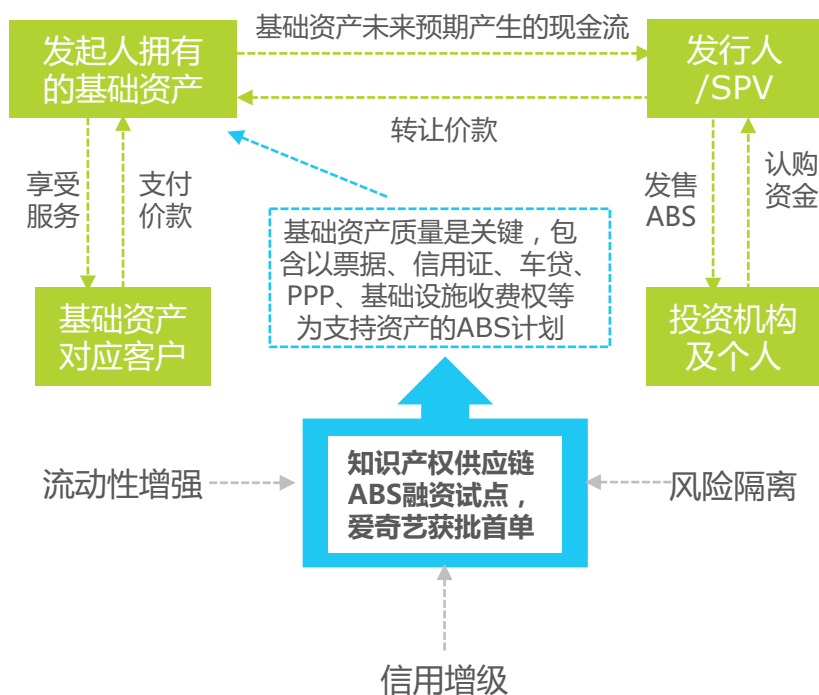 基础资产未来预期产生的现金流
发起人拥有
的基础资产
发行人
/SPV
转让价款
享受
服务
支付
价款
发售
ABS
认购
资金
基础资产质量是关键，包
含以票据、信用证、车贷、
PPP、基础设施收费权等
为支持资产的ABS计划
基础资产
对应客户
投资机构
及个人
知识产权供应链
ABS融资试点，
爱奇艺获批首单
流动性增强
风险隔离
信用增级